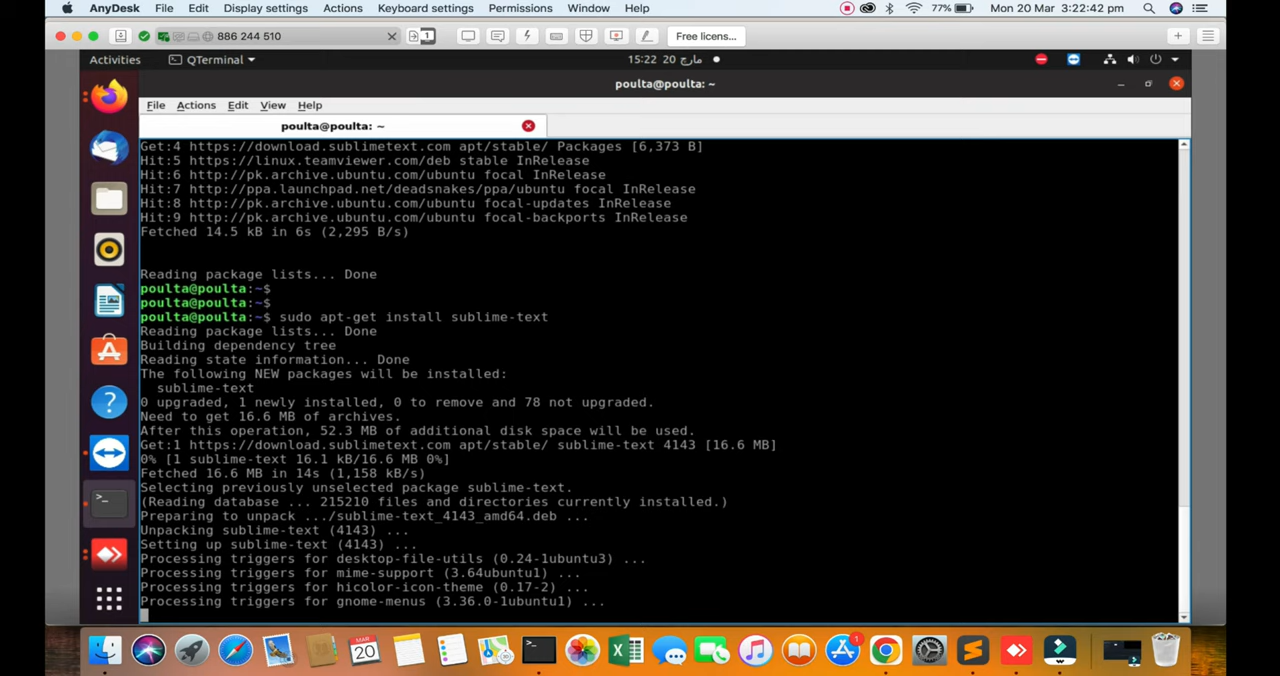 AnyDesk File Edit Display settings Actions Keyboard settings Permissions Window Help 77% Mon 20 Mar 3:22:42 pm
886 244 510 1 Free licens...
Activities QTerminal 15:22 20 مارچ
poulta@poulta: ~
File Actions Edit View Help
poulta@poulta: ~
Get:4 https://download.sublimetext.com apt/stable/ Packages [6,373 B]
Hit:5 https://linux.teamviewer.com/deb stable InRelease
Hit:6 http://pk.archive.ubuntu.com/ubuntu focal InRelease
Hit:7 http://ppa.launchpad.net/deadsnakes/ppa/ubuntu focal InRelease
Hit:8 http://pk.archive.ubuntu.com/ubuntu focal-updates InRelease
Hit:9 http://pk.archive.ubuntu.com/ubuntu focal-backports InRelease
Fetched 14.5 kB in 6s (2,295 B/s)
Reading package lists... Done
poulta@poulta:~$
poulta@poulta:~$
poulta@poulta:~$ sudo apt-get install sublime-text
Reading package lists... Done
Building dependency tree
Reading state information... Done
The following NEW packages will be installed:
sublime-text
0 upgraded, 1 newly installed, 0 to remove and 78 not upgraded.
Need to get 16.6 MB of archives.
After this operation, 52.3 MB of additional disk space will be used.
Get:1 https://download.sublimetext.com apt/stable/ sublime-text 4143 [16.6 MB]
0% [1 sublime-text 16.1 kB/16.6 MB 0%]
Fetched 16.6 MB in 14s (1,158 kB/s)
Selecting previously unselected package sublime-text.
(Reading database ... 215210 files and directories currently installed.)
Preparing to unpack .../sublime-text_4143_amd64.deb ...
Unpacking sublime-text (4143) ...
Setting up sublime-text (4143) ...
Processing triggers for desktop-file-utils (0.24-1ubuntu3) ...
Processing triggers for mime-support (3.64ubuntu1) ...
Processing triggers for hicolor-icon-theme (0.17-2) ...
Processing triggers for gnome-menus (3.36.0-1ubuntu1) ...
MAR
20
1